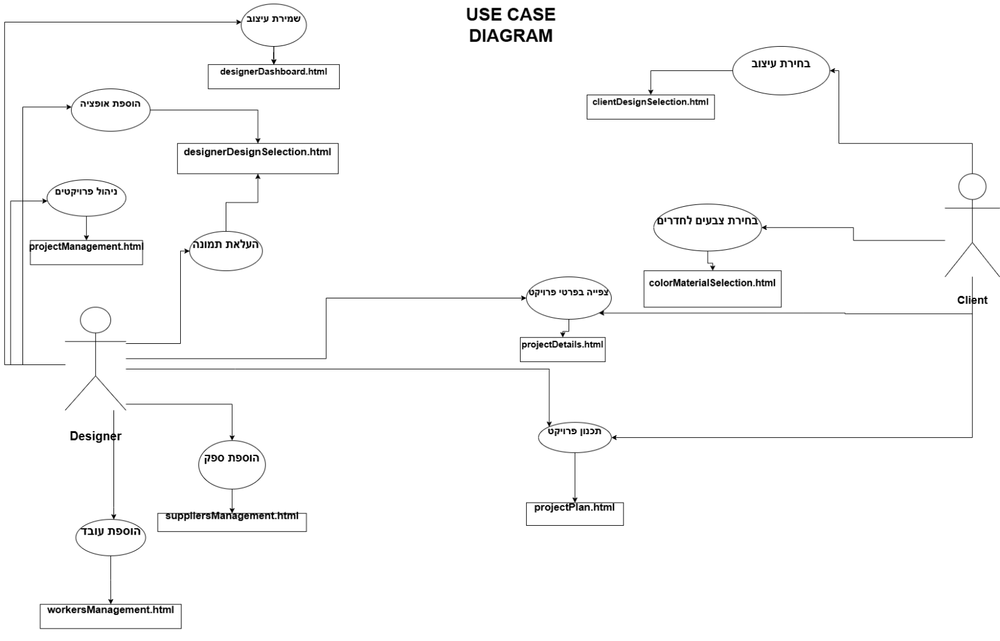 USE CASE
DIAGRAM
שמירת עיצוב
designerDashboard.html
בחירת עיצוב
clientDesignSelection.html
הוספת אופציה
designerDesignSelection.html
ניהול פרויקטים
projectManagement.html
העלאת תמונה
בחירת צבעים לחדרים
colorMaterialSelection.html
צפייה בפרטי פרויקט
projectDetails.html
Client
Designer
תכנון פרויקט
projectPlan.html
הוספת ספק
suppliersManagement.html
הוספת עובד
workersManagement.html